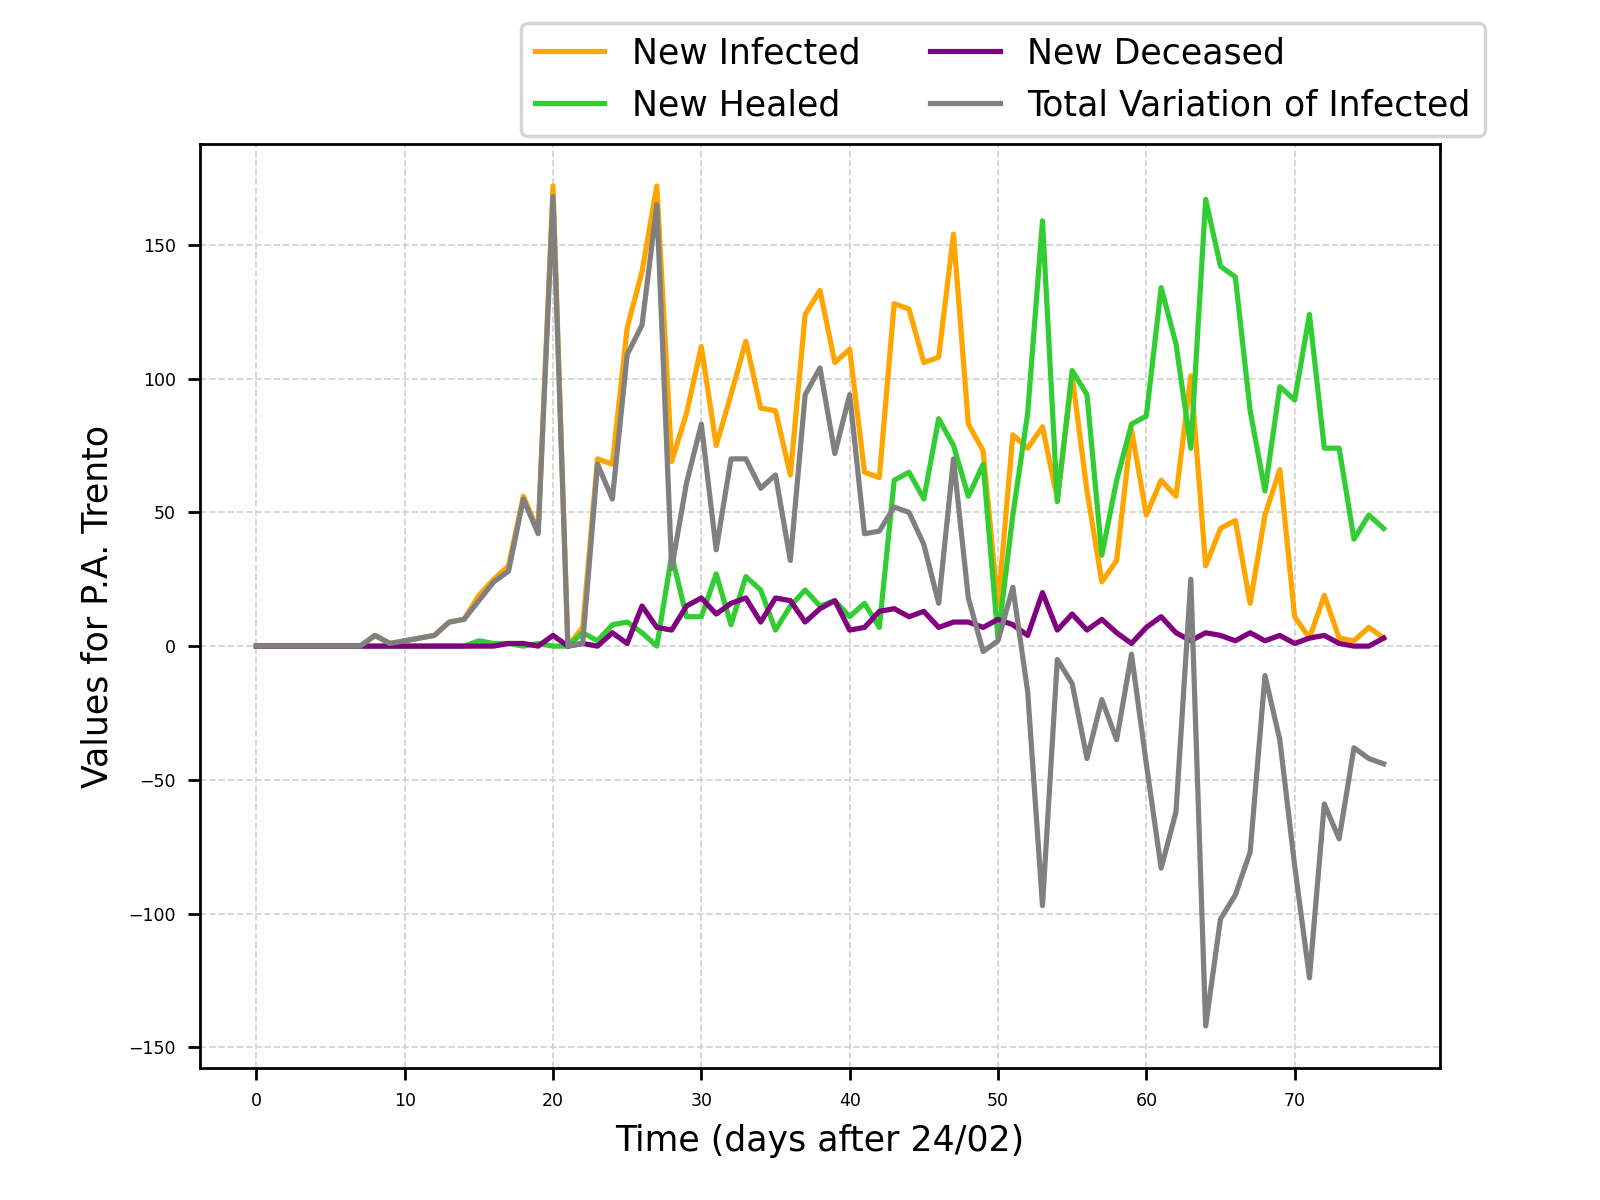 New Infected
New Healed
New Deceased
Total Variation of Infected
Values for P.A. Trento
150
100
50
0
−50
−100
−150
0 10 20 30 40 50 60 70
Time (days after 24/02)